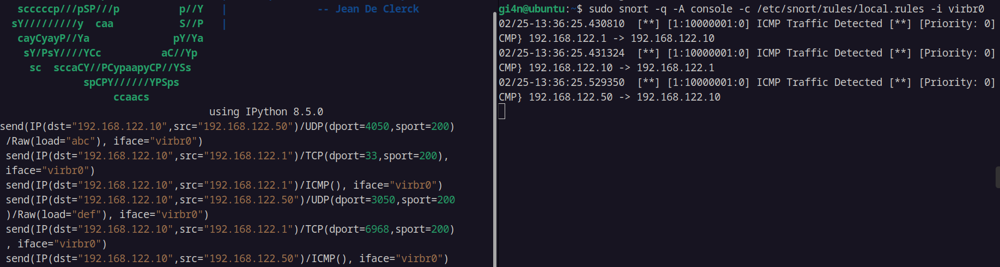 scccccp///pSP///p          p//Y   |               -- Jean De Clerck
sY/////////y  caa           S//P   |
cayCyayP//Ya              pY/Ya
sY/PsY////YCc          aC//Yp
sc  sccaCY//PCypaapyCP//YSs
spCPY//////YPSps
ccaacs
using IPython 8.5.0
send(IP(dst="192.168.122.10",src="192.168.122.50")/UDP(dport=4050,sport=200)
/Raw(load="abc"), iface="virbr0")
send(IP(dst="192.168.122.10",src="192.168.122.1")/TCP(dport=33,sport=200),
iface="virbr0")
send(IP(dst="192.168.122.10",src="192.168.122.1")/ICMP(), iface="virbr0")
send(IP(dst="192.168.122.10",src="192.168.122.50")/UDP(dport=3050,sport=200
)/Raw(load="def"), iface="virbr0")
send(IP(dst="192.168.122.10",src="192.168.122.1")/TCP(dport=6968,sport=200)
, iface="virbr0")
send(IP(dst="192.168.122.10",src="192.168.122.50")/ICMP(), iface="virbr0")
gi4n@ubuntu:~$ sudo snort -q -A console -c /etc/snort/rules/local.rules -i virbr0
02/25-13:36:25.430810  [**] [1:10000001:0] ICMP Traffic Detected [**] [Priority: 0]
CMP} 192.168.122.1 -> 192.168.122.10
02/25-13:36:25.431324  [**] [1:10000001:0] ICMP Traffic Detected [**] [Priority: 0]
CMP} 192.168.122.10 -> 192.168.122.1
02/25-13:36:25.529350  [**] [1:10000001:0] ICMP Traffic Detected [**] [Priority: 0]
CMP} 192.168.122.50 -> 192.168.122.10